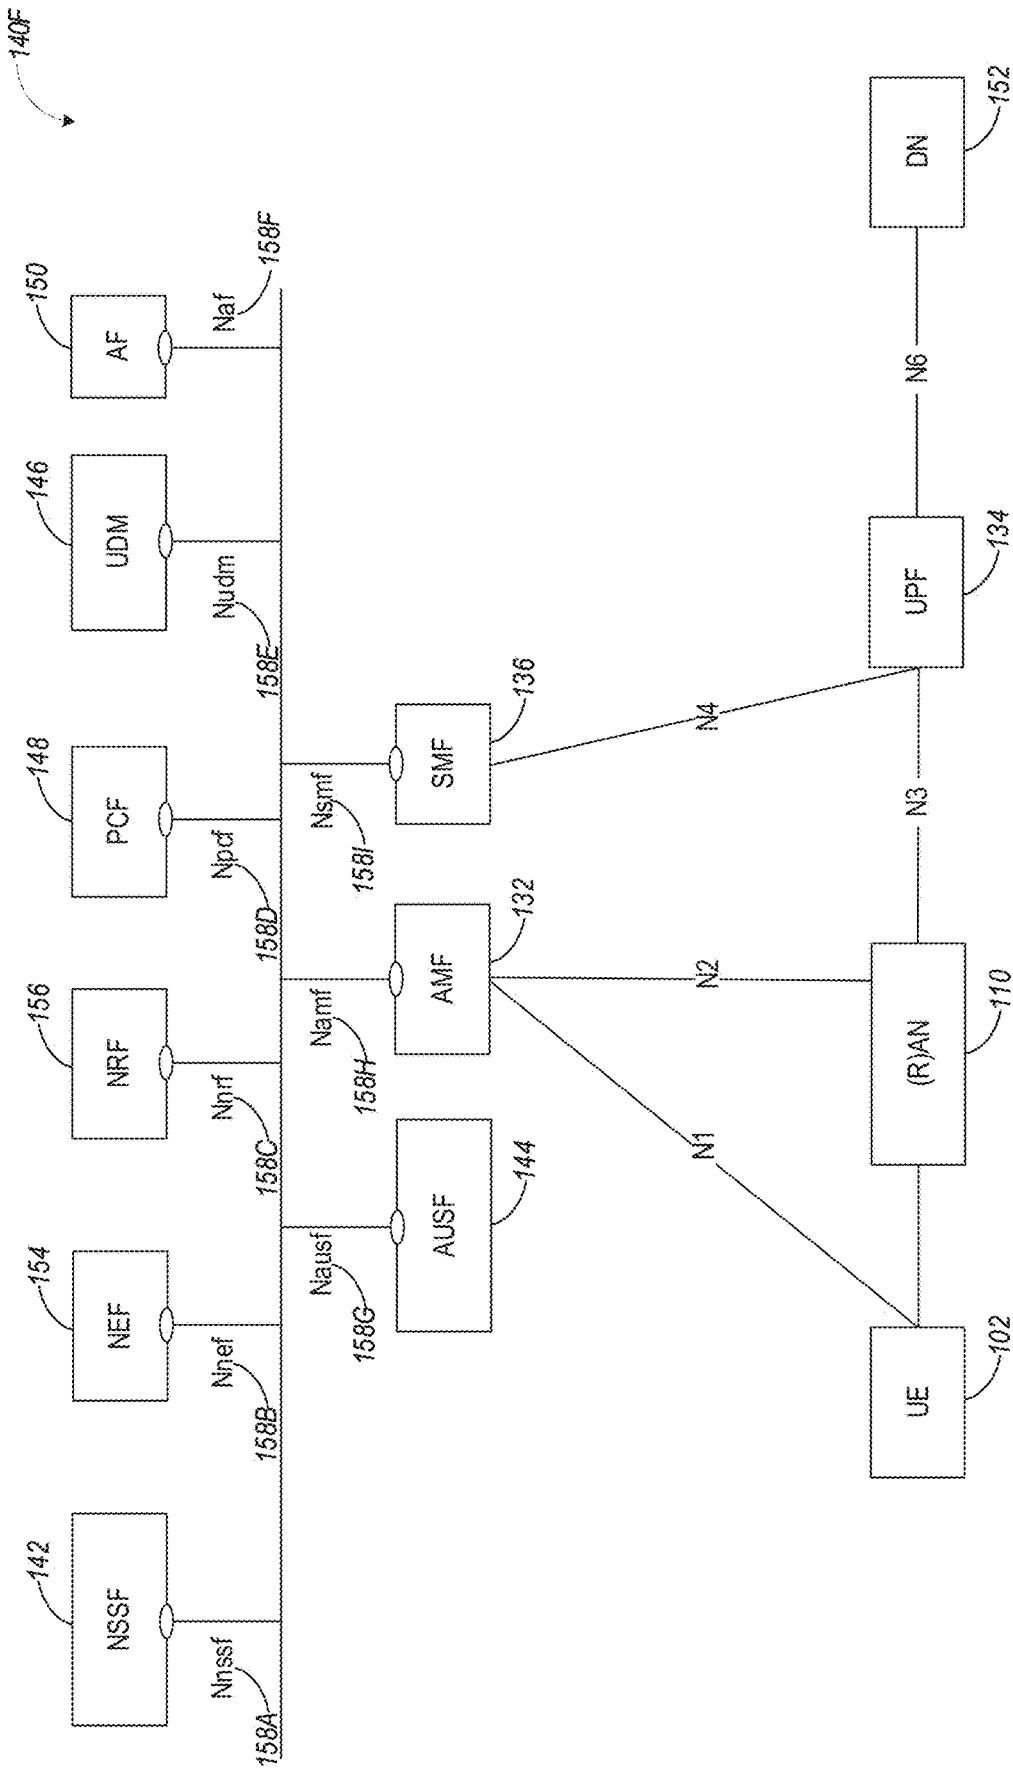 140F
142
154
156
148
146
150
NSSF
NEF
NRF
PCF
UDM
AF
Nnssf
Nnef
Nnrf
Npcf
Nudm
Naf
158A
158B
158C
158D
158E
158F
Nausf
Namf
Nsmf
158G
158H
158I
AUSF
AMF
SMF
144
132
136
N1
N2
N4
UE
(R)AN
N3
UPF
N6
DN
102
110
134
152